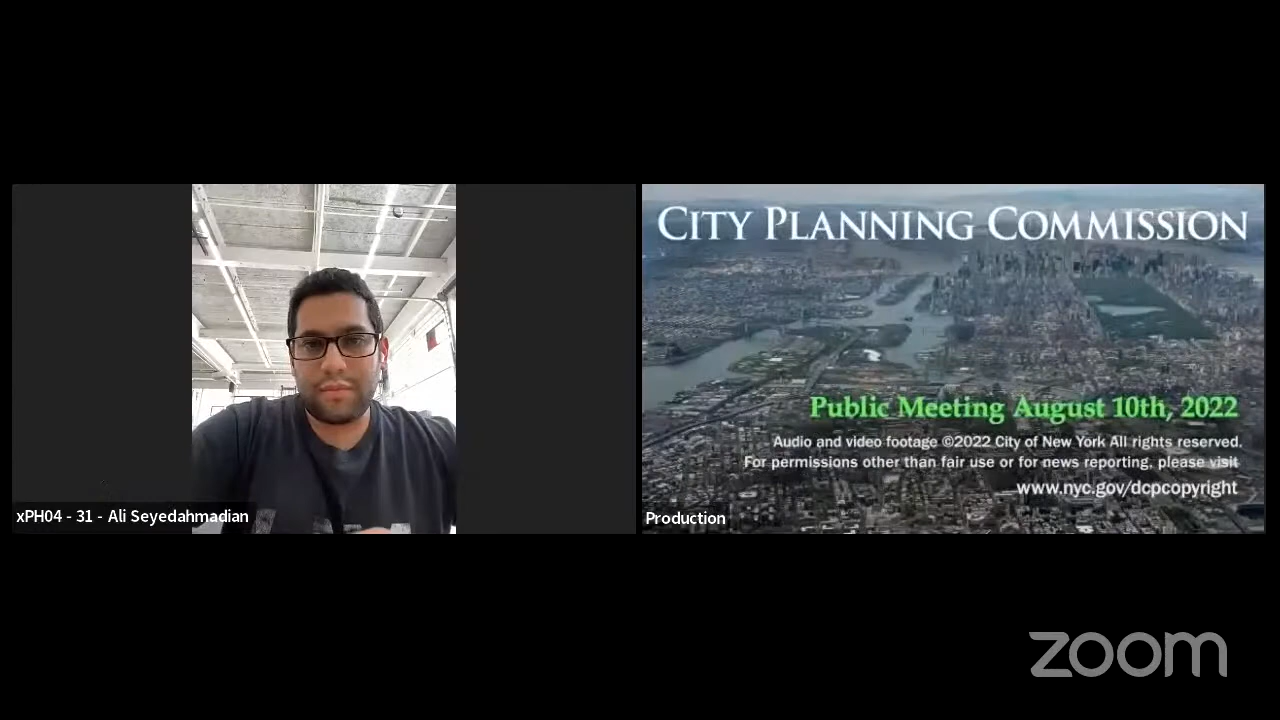 CITY PLANNING COMMISSION
Public Meeting August 10th, 2022
Audio and video footage ©2022 City of New York All rights reserved.
For permissions other than fair use or for news reporting, please visit
www.nyc.gov/dcpcopyright
xPH04 - 31 - Ali Seyedahmadian
Production
zoom